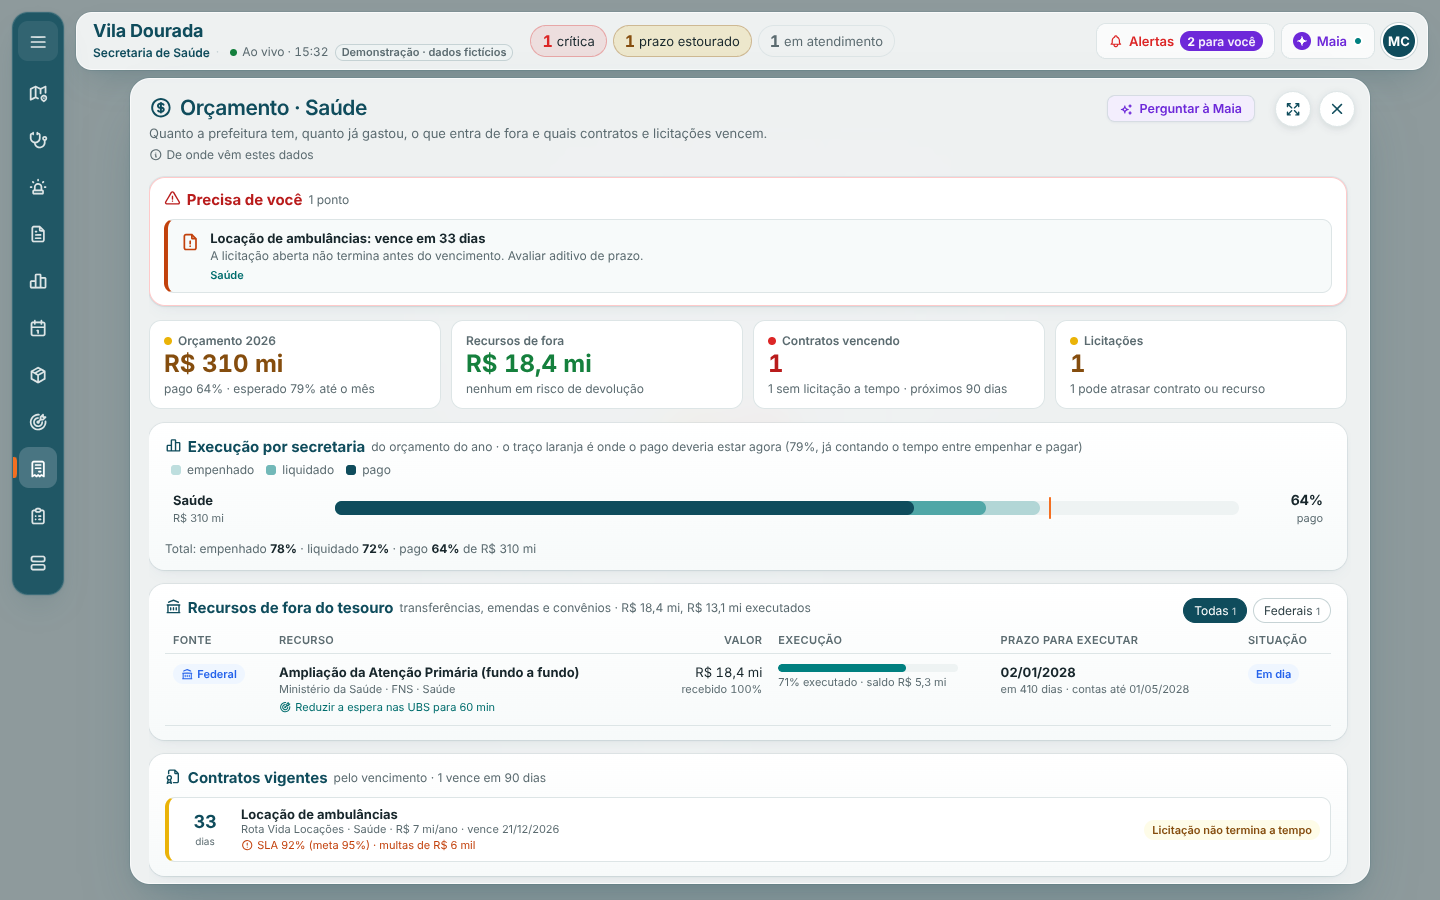 Vila Dourada
Secretaria de Saúde · Ao vivo · 15:32 Demonstração · dados fictícios
1 crítica
1 prazo estourado
1 em atendimento
Alertas 2 para você
Maia
MC
Orçamento · Saúde
Perguntar à Maia
Quanto a prefeitura tem, quanto já gastou, o que entra de fora e quais contratos e licitações vencem.
De onde vêm estes dados
Precisa de você 1 ponto
Locação de ambulâncias: vence em 33 dias
A licitação aberta não termina antes do vencimento. Avaliar aditivo de prazo.
Saúde
Orçamento 2026
R$ 310 mi
pago 64% · esperado 79% até o mês
Recursos de fora
R$ 18,4 mi
nenhum em risco de devolução
Contratos vencendo
1
1 sem licitação a tempo · próximos 90 dias
Licitações
1
1 pode atrasar contrato ou recurso
Execução por secretaria do orçamento do ano · o traço laranja é onde o pago deveria estar agora (79%, já contando o tempo entre empenhar e pagar)
empenhado liquidado pago
Saúde
R$ 310 mi
64%
pago
Total: empenhado 78% · liquidado 72% · pago 64% de R$ 310 mi
Recursos de fora do tesouro transferências, emendas e convênios · R$ 18,4 mi, R$ 13,1 mi executados
Todas 1 Federais 1
FONTE RECURSO VALOR EXECUÇÃO PRAZO PARA EXECUTAR SITUAÇÃO
Federal
Ampliação da Atenção Primária (fundo a fundo)
Ministério da Saúde · FNS · Saúde
Reduzir a espera nas UBS para 60 min
R$ 18,4 mi
recebido 100%
71% executado · saldo R$ 5,3 mi
02/01/2028
em 410 dias · contas até 01/05/2028
Em dia
Contratos vigentes pelo vencimento · 1 vence em 90 dias
33
dias
Locação de ambulâncias
Rota Vida Locações · Saúde · R$ 7 mi/ano · vence 21/12/2026
SLA 92% (meta 95%) · multas de R$ 6 mil
Licitação não termina a tempo